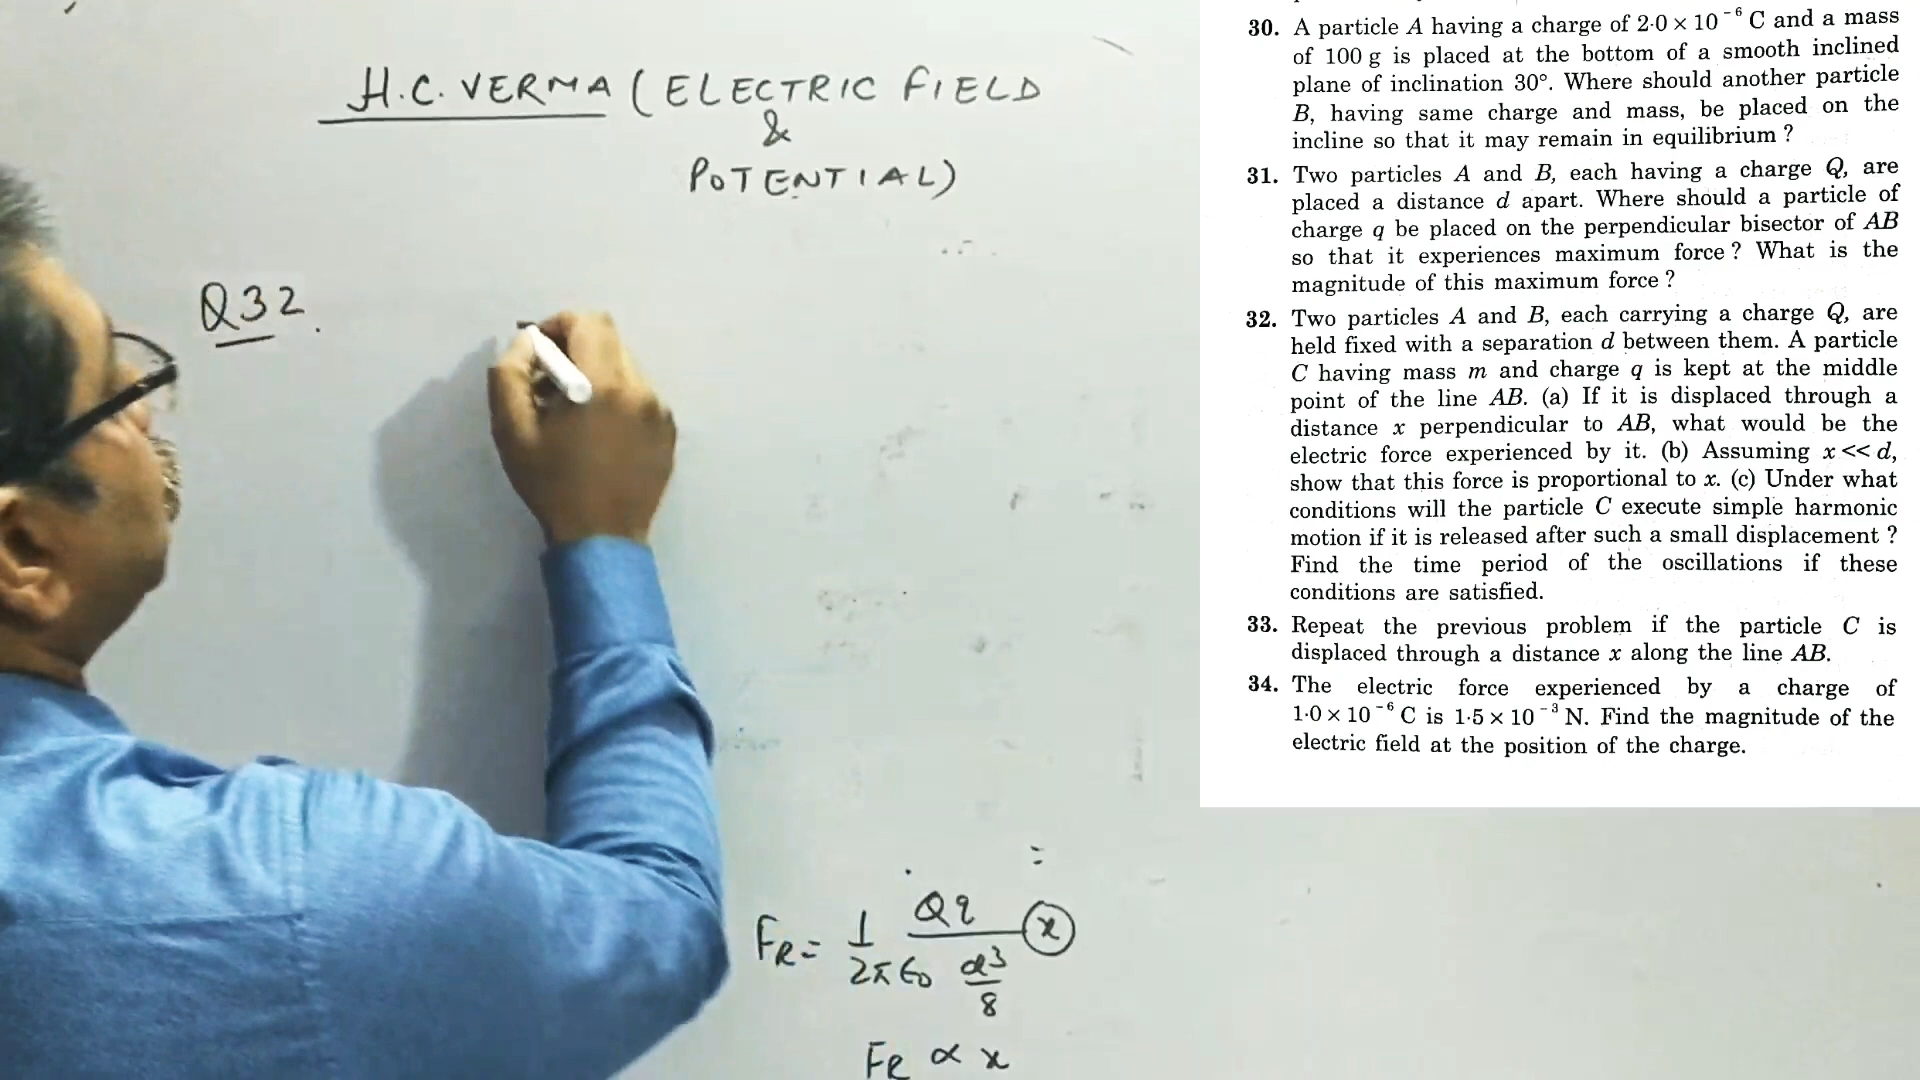 H.C. VERMA (ELECTRIC FIELD
&
POTENTIAL)
Q32.
=
FR = 1/2πϵ0 Qq/(d³/8) (x)
FR ∝ x
30. A particle A having a charge of 2·0 × 10⁻⁶ C and a mass
of 100 g is placed at the bottom of a smooth inclined
plane of inclination 30°. Where should another particle
B, having same charge and mass, be placed on the
incline so that it may remain in equilibrium ?
31. Two particles A and B, each having a charge Q, are
placed a distance d apart. Where should a particle of
charge q be placed on the perpendicular bisector of AB
so that it experiences maximum force ? What is the
magnitude of this maximum force ?
32. Two particles A and B, each carrying a charge Q, are
held fixed with a separation d between them. A particle
C having mass m and charge q is kept at the middle
point of the line AB. (a) If it is displaced through a
distance x perpendicular to AB, what would be the
electric force experienced by it. (b) Assuming x << d,
show that this force is proportional to x. (c) Under what
conditions will the particle C execute simple harmonic
motion if it is released after such a small displacement ?
Find the time period of the oscillations if these
conditions are satisfied.
33. Repeat the previous problem if the particle C is
displaced through a distance x along the line AB.
34. The electric force experienced by a charge of
1·0 × 10⁻⁶ C is 1·5 × 10⁻³ N. Find the magnitude of the
electric field at the position of the charge.